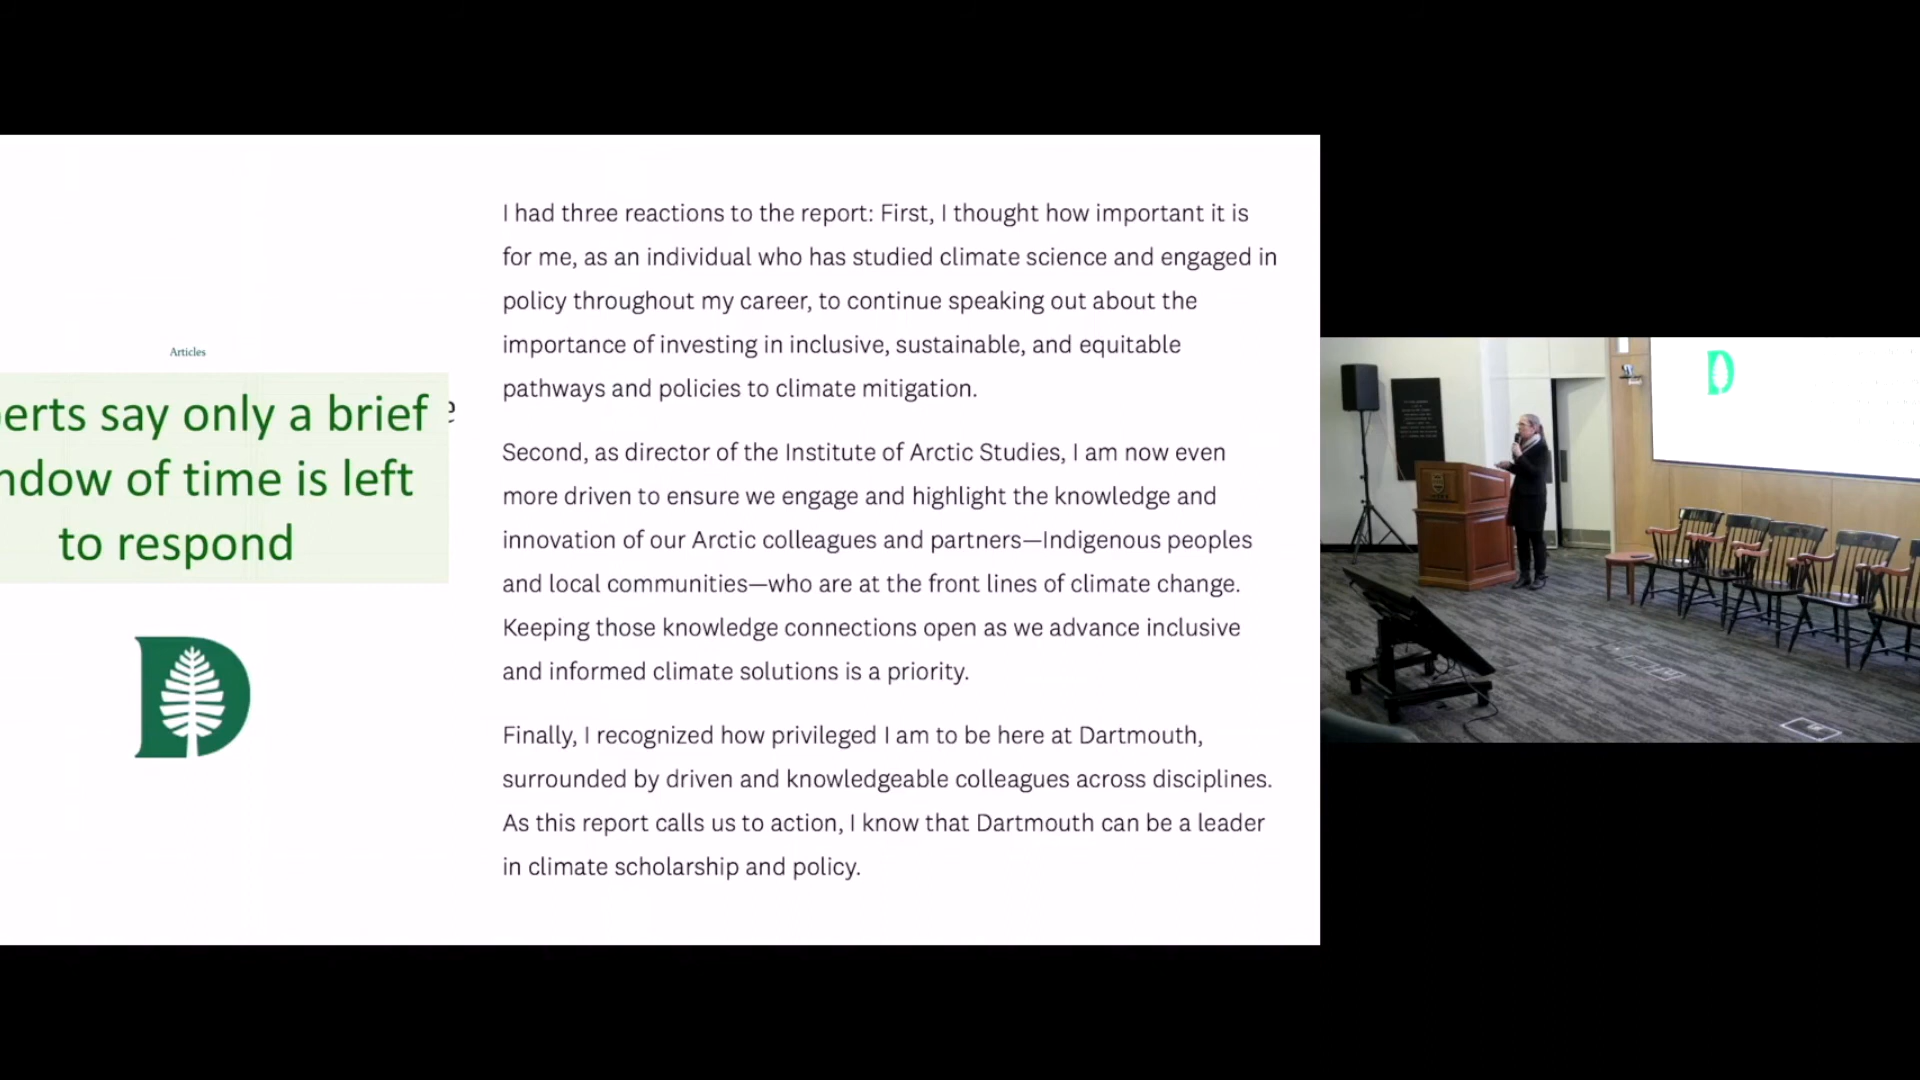 Articles
erts say only a brief
ndow of time is left
to respond
e
I had three reactions to the report: First, I thought how important it is
for me, as an individual who has studied climate science and engaged in
policy throughout my career, to continue speaking out about the
importance of investing in inclusive, sustainable, and equitable
pathways and policies to climate mitigation.
Second, as director of the Institute of Arctic Studies, I am now even
more driven to ensure we engage and highlight the knowledge and
innovation of our Arctic colleagues and partners—Indigenous peoples
and local communities—who are at the front lines of climate change.
Keeping those knowledge connections open as we advance inclusive
and informed climate solutions is a priority.
Finally, I recognized how privileged I am to be here at Dartmouth,
surrounded by driven and knowledgeable colleagues across disciplines.
As this report calls us to action, I know that Dartmouth can be a leader
in climate scholarship and policy.
D
D